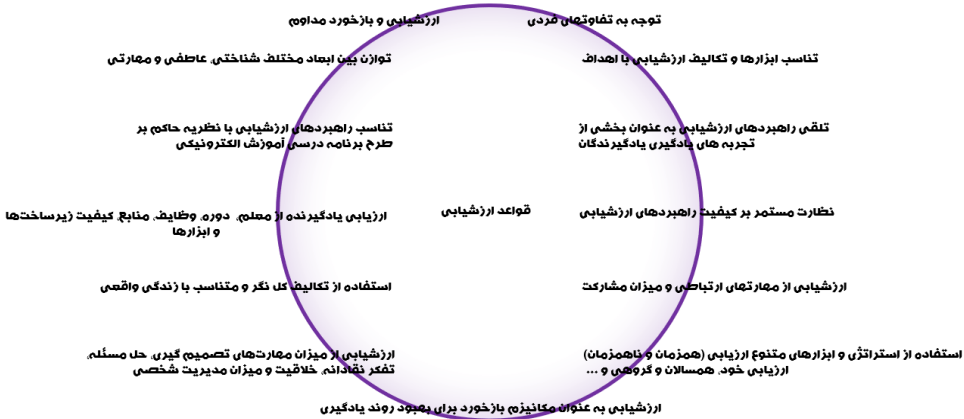 توجه به تفاوتهای فردی
ارزشیابی و بازخورد مداوم
تناسب ابزارها و تکالیف ارزشیابی با اهداف
توازن بین ابعاد مختلف شناختی، عاطفی و مهارتی
تلقی راهبردهای ارزشیابی به عنوان بخشی از
تجربه های یادگیری یادگیرندگان
تناسب راهبردهای ارزشیابی با نظریه حاکم بر
طرح برنامه درسی آموزش الکترونیکی
نظارت مستمر بر کیفیت راهبردهای ارزشیابی
قواعد ارزشیابی
ارزیابی یادگیرنده از معلم، دوره، وظایف، منابع، کیفیت زیرساخت‌ها
و ابزارها
ارزشیابی از مهارتهای ارتباطی و میزان مشارکت
استفاده از تکالیف کل نگر و متناسب با زندگی واقعی
استفاده از استراتژی و ابزارهای متنوع ارزیابی (همزمان و ناهمزمان)
ارزیابی خود، همسالان و گروهی و ...
ارزشیابی از میزان مهارت‌های تصمیم گیری، حل مسئله،
تفکر نقادانه، خلاقیت و میزان مدیریت شخصی
ارزشیابی به عنوان مکانیزم بازخورد برای بهبود روند یادگیری